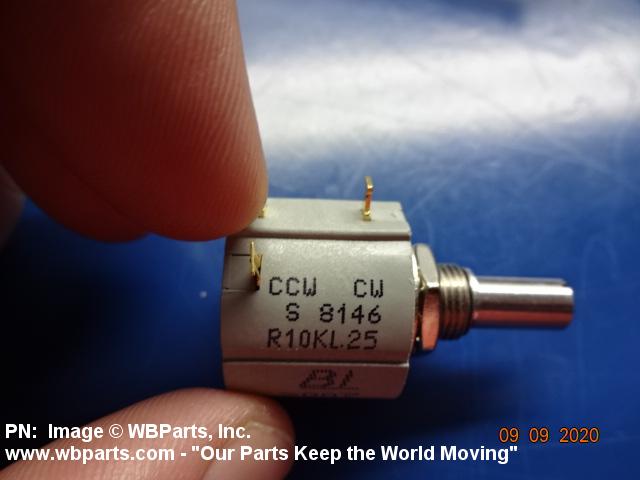 CCW CW
S 8146
R10KL.25
PN: Image © WBParts, Inc.
09 09 2020
www.wbparts.com - "Our Parts Keep the World Moving"